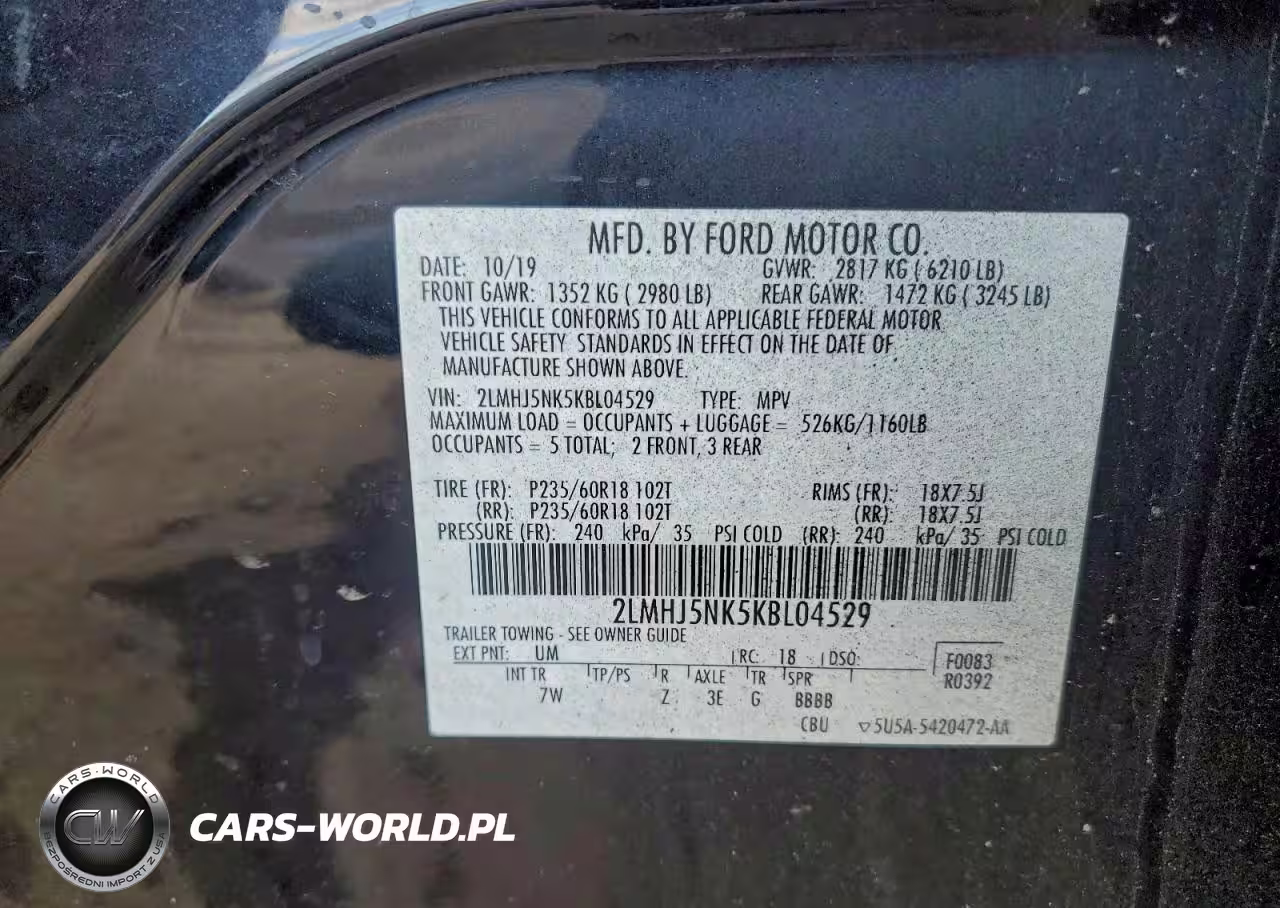 MFD. BY FORD MOTOR CO.
DATE: 10/19 GVWR: 2817 KG ( 6210 LB)
FRONT GAWR: 1352 KG ( 2980 LB) REAR GAWR: 1472 KG ( 3245 LB)
THIS VEHICLE CONFORMS TO ALL APPLICABLE FEDERAL MOTOR
VEHICLE SAFETY STANDARDS IN EFFECT ON THE DATE OF
MANUFACTURE SHOWN ABOVE.
VIN: 2LMHJ5NK5KBL04529 TYPE: MPV
MAXIMUM LOAD = OCCUPANTS + LUGGAGE = 526KG/1160LB
OCCUPANTS = 5 TOTAL; 2 FRONT, 3 REAR
TIRE (FR): P235/60R18 102T RIMS (FR): 18X7.5J
(RR): P235/60R18 102T (RR): 18X7.5J
PRESSURE (FR): 240 kPa/ 35 PSI COLD (RR): 240 kPa/ 35 PSI COLD
2LMHJ5NK5KBL04529
TRAILER TOWING - SEE OWNER GUIDE
EXT PNT: UM RC: 18 DSO: F0083
INT TR TP/PS R AXLE TR SPR R0392
7W Z 3E G BBBB
CBU ▽5U5A-5420472-AA
CARS-WORLD
CW
BEZPOŚREDNI IMPORT Z USA
CARS-WORLD.PL